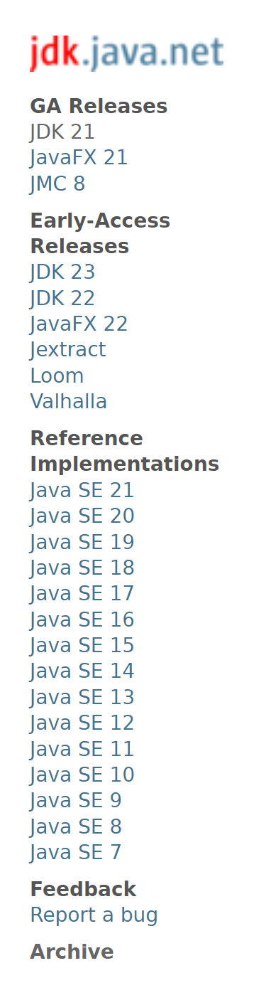 jdk.java.net
GA Releases
JDK 21
JavaFX 21
JMC 8
Early-Access
Releases
JDK 23
JDK 22
JavaFX 22
Jextract
Loom
Valhalla
Reference
Implementations
Java SE 21
Java SE 20
Java SE 19
Java SE 18
Java SE 17
Java SE 16
Java SE 15
Java SE 14
Java SE 13
Java SE 12
Java SE 11
Java SE 10
Java SE 9
Java SE 8
Java SE 7
Feedback
Report a bug
Archive